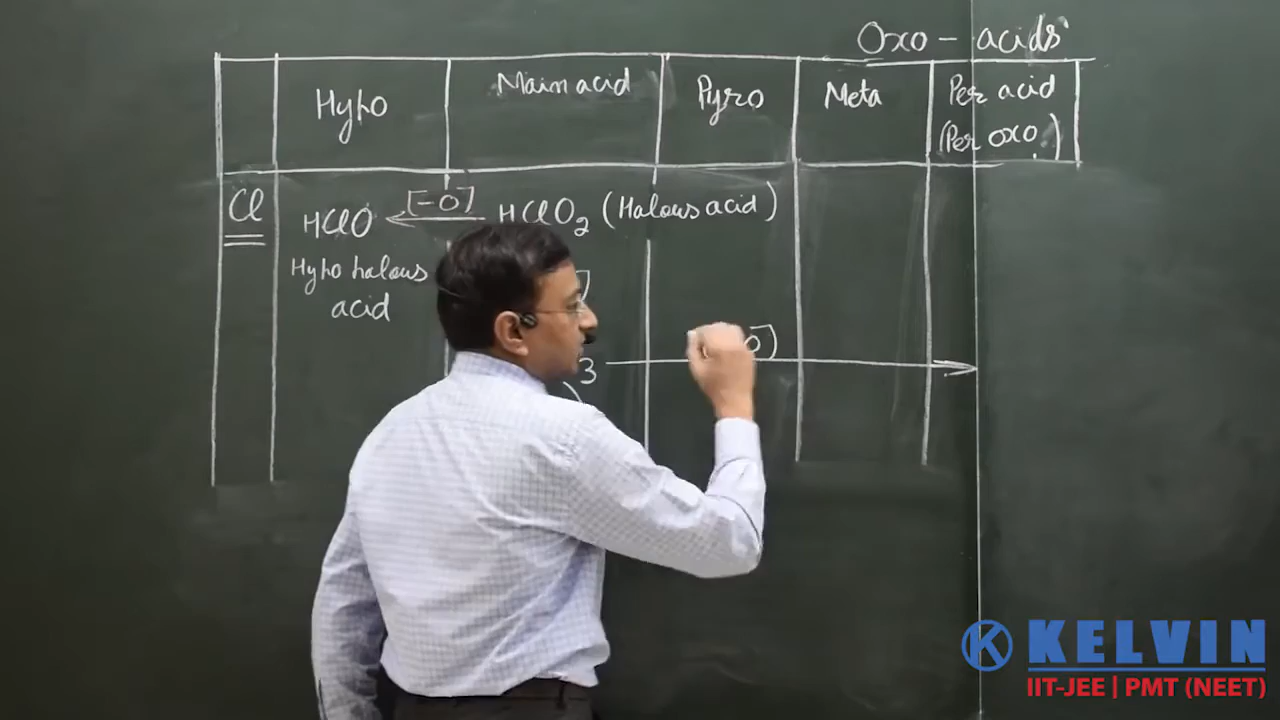 Oxo - acids
Hypo
Main acid
Pyro
Meta
Per acid
(Per oxo)
Cl
HClO
[-O]
HClO2 (Halous acid)
Hypo halous
acid
]
3
O]
)
KELVIN
IIT-JEE | PMT (NEET)